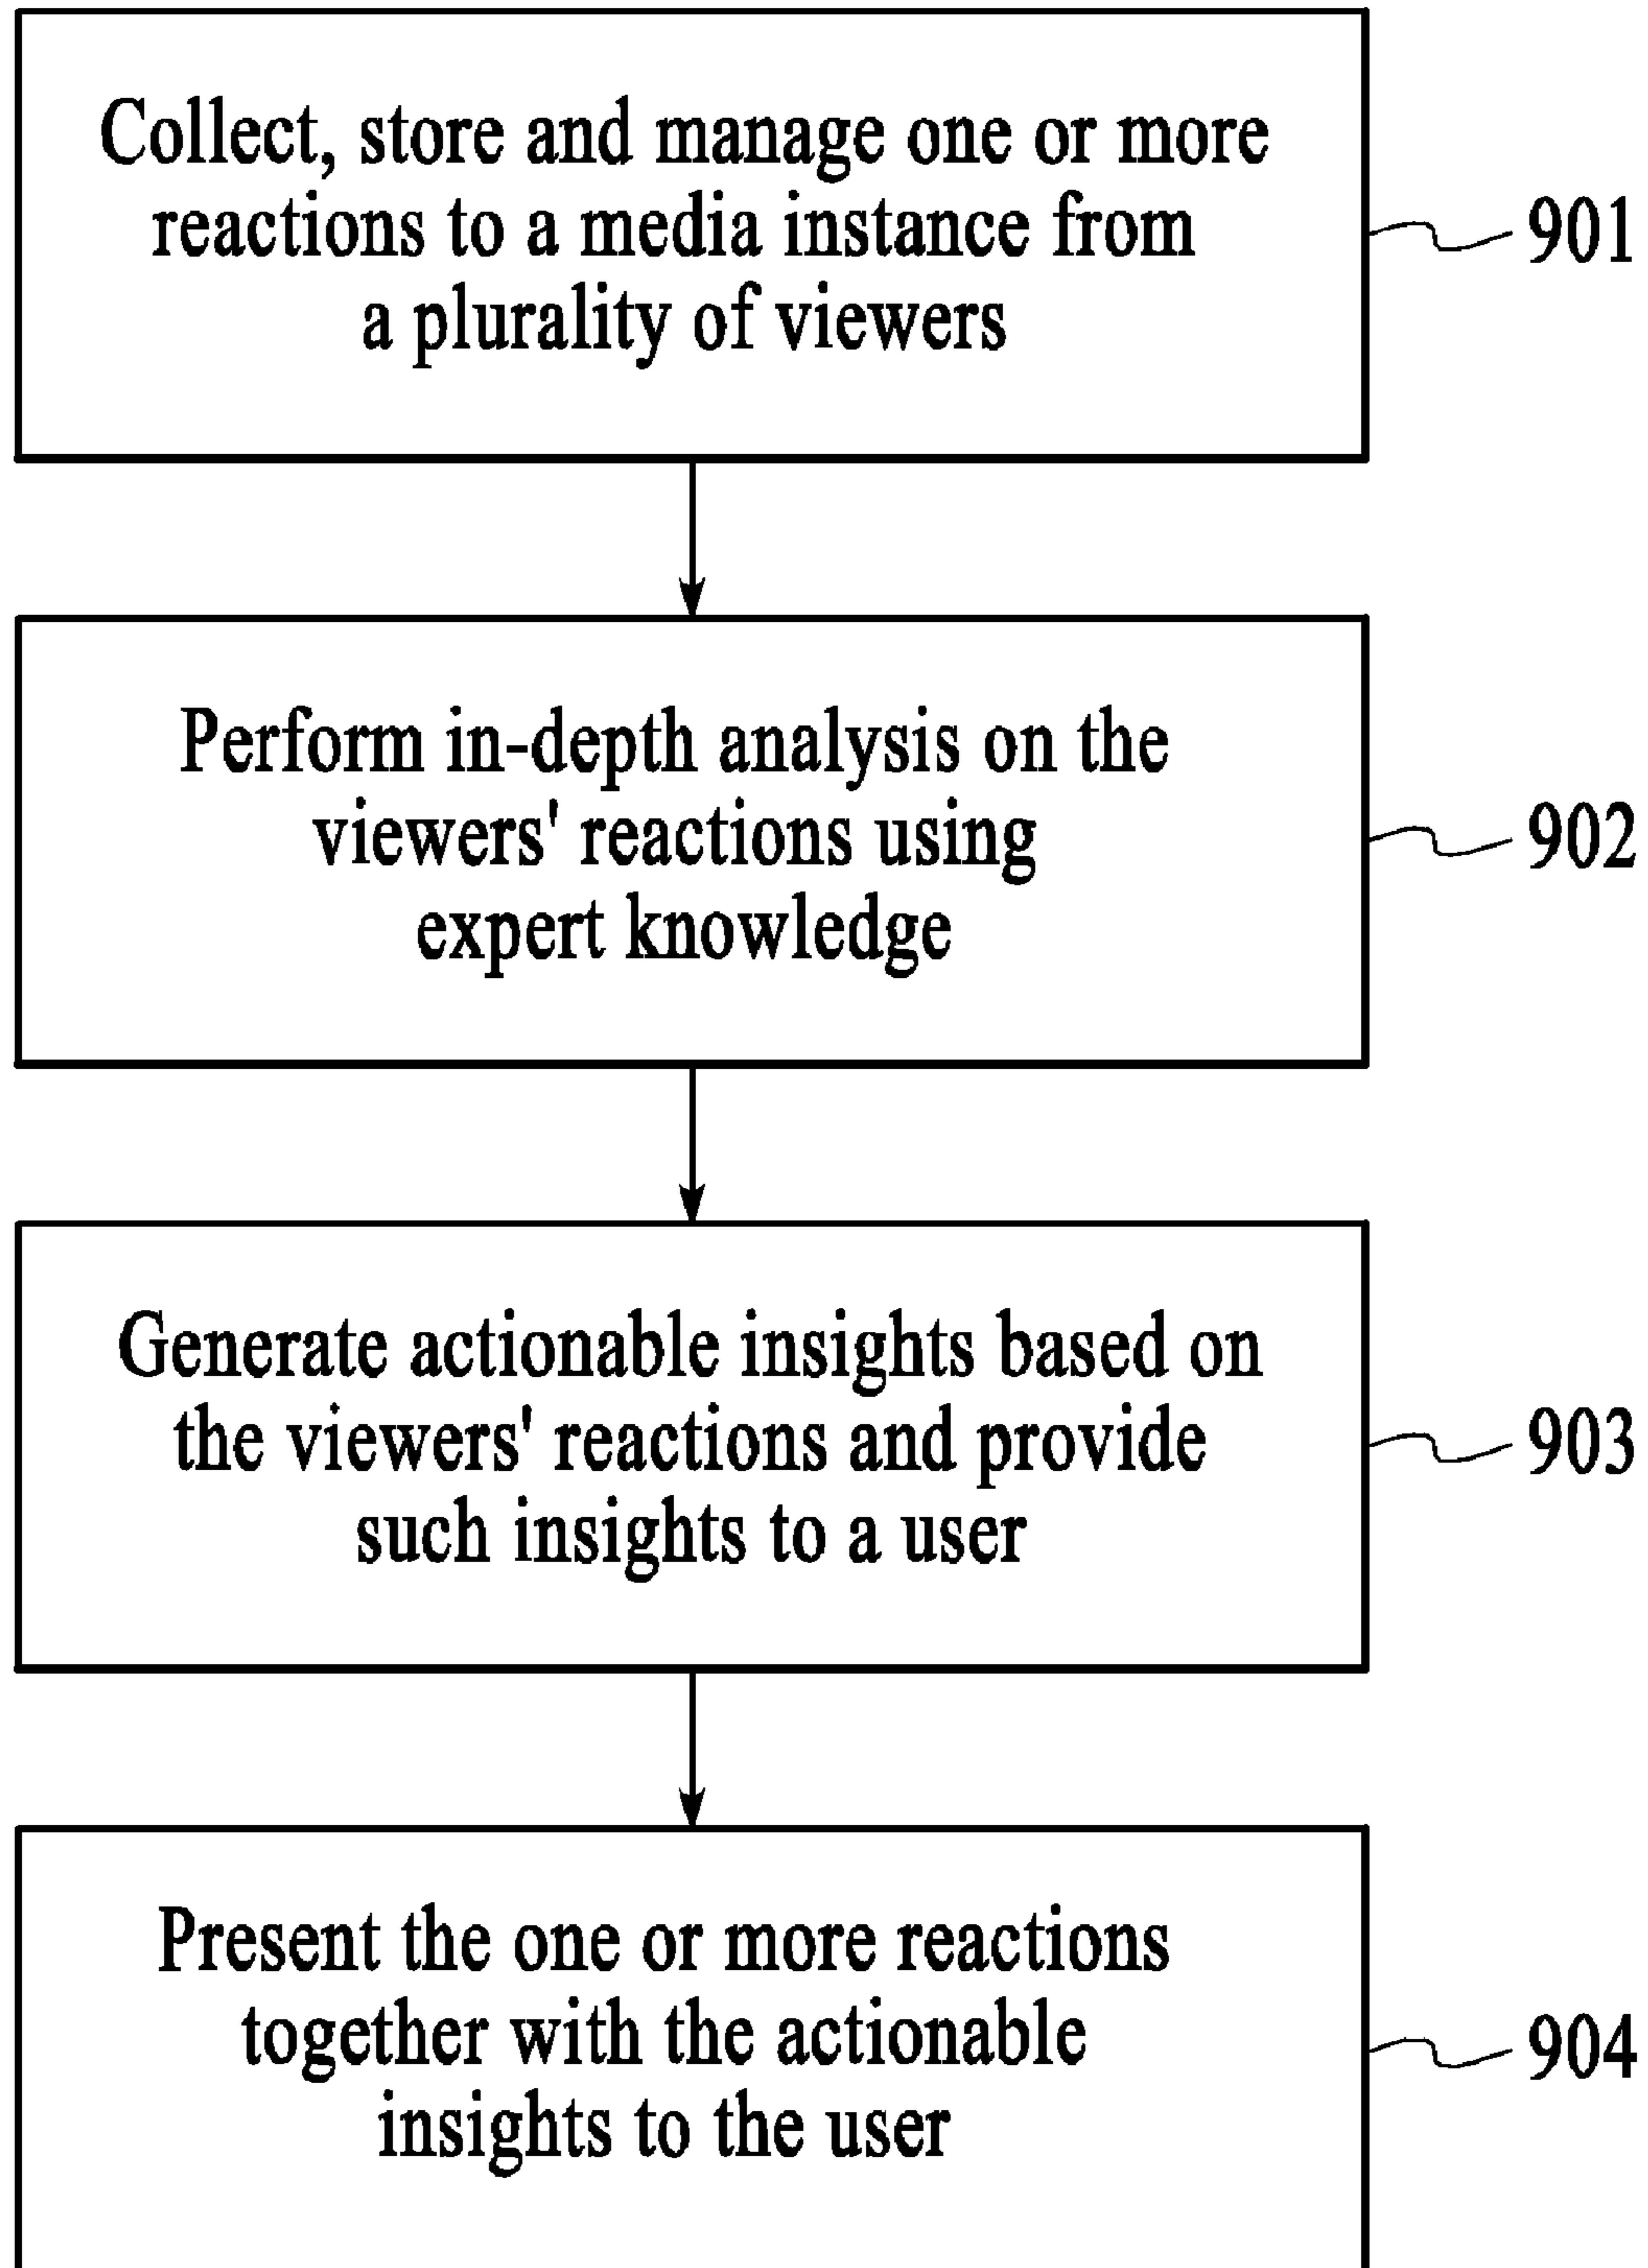 Collect, store and manage one or more
reactions to a media instance from
a plurality of viewers
901
Perform in-depth analysis on the
viewers' reactions using
expert knowledge
902
Generate actionable insights based on
the viewers' reactions and provide
such insights to a user
903
Present the one or more reactions
together with the actionable
insights to the user
904